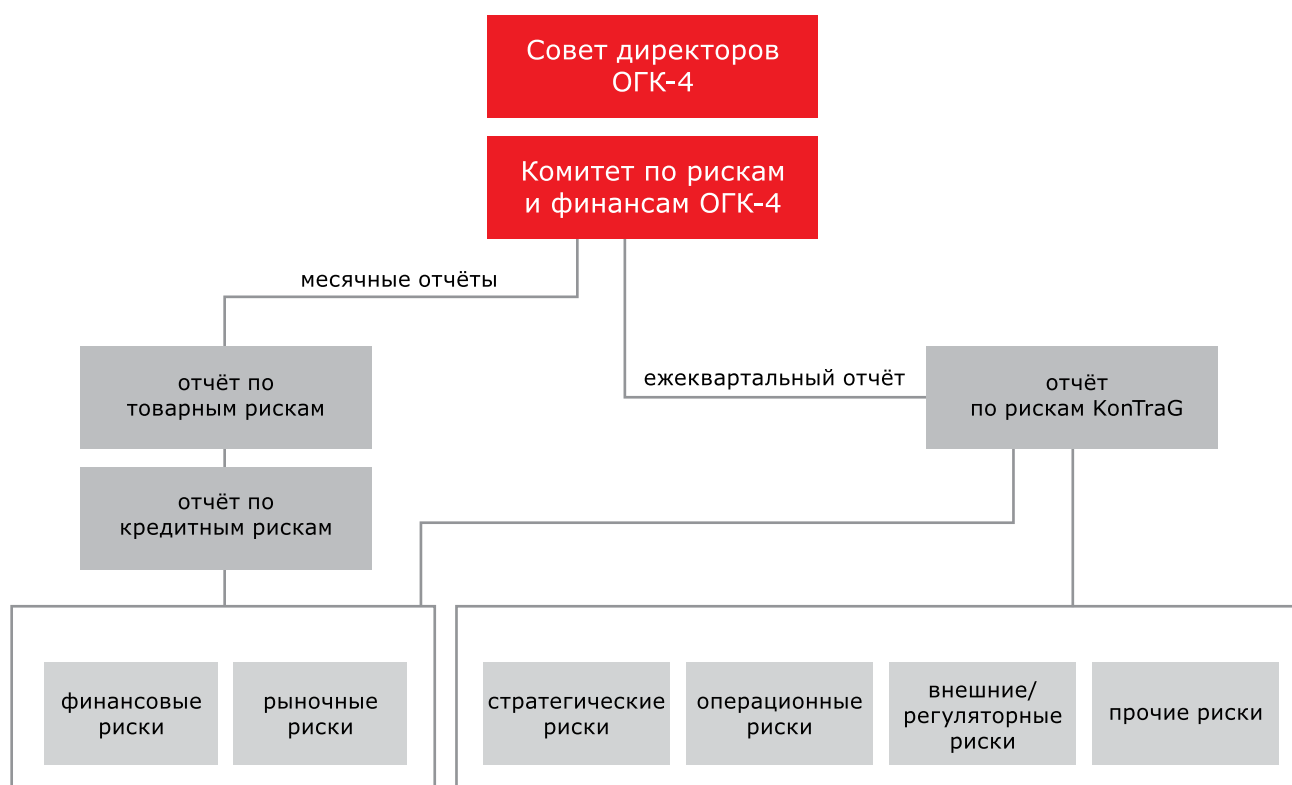 Совет директоров
ОГК-4
Комитет по рискам
и финансам ОГК-4
месячные отчёты
отчёт по
товарным рискам
ежеквартальный отчёт
отчёт
по рискам KonTraG
отчёт по
кредитным рискам
финансовые
риски
рыночные
риски
стратегические
риски
операционные
риски
внешние/
регуляторные
риски
прочие риски